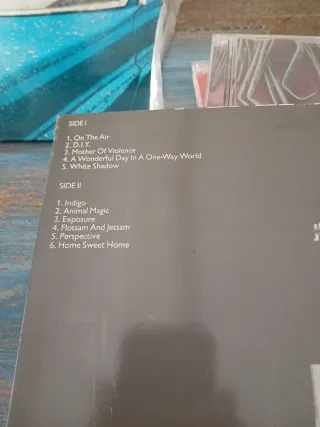 SIDE I
1. On The Air
2. D.I.Y.
3. Mother Of Violence
4. A Wonderful Day In A One-Way World
5. White Shadow
SIDE II
1. Indigo
2. Animal Magic
3. Exposure
4. Flotsam And Jetsam
5. Perspective
6. Home Sweet Home